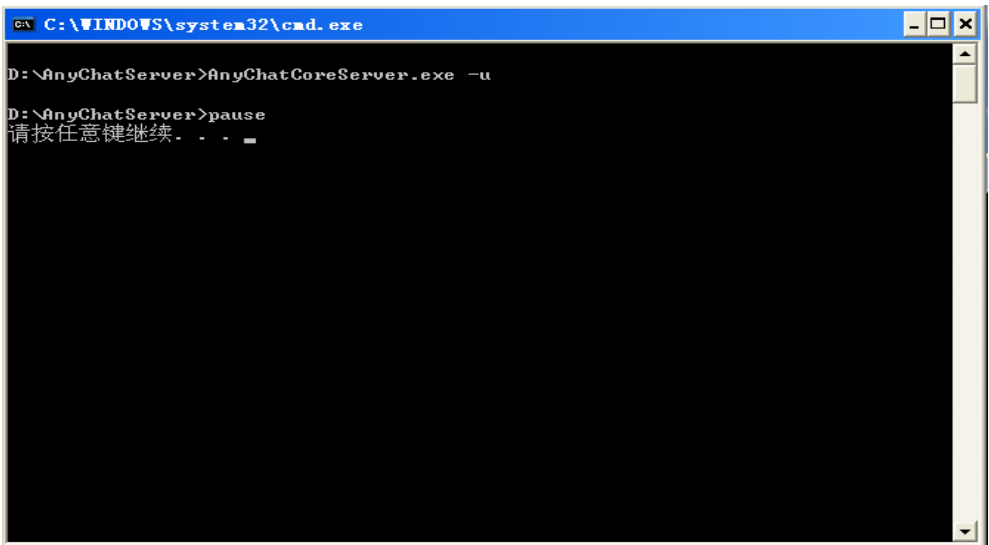 C:\WINDOWS\system32\cmd.exe
D:\AnyChatServer>AnyChatCoreServer.exe -u
D:\AnyChatServer>pause
请按任意键继续. . . _